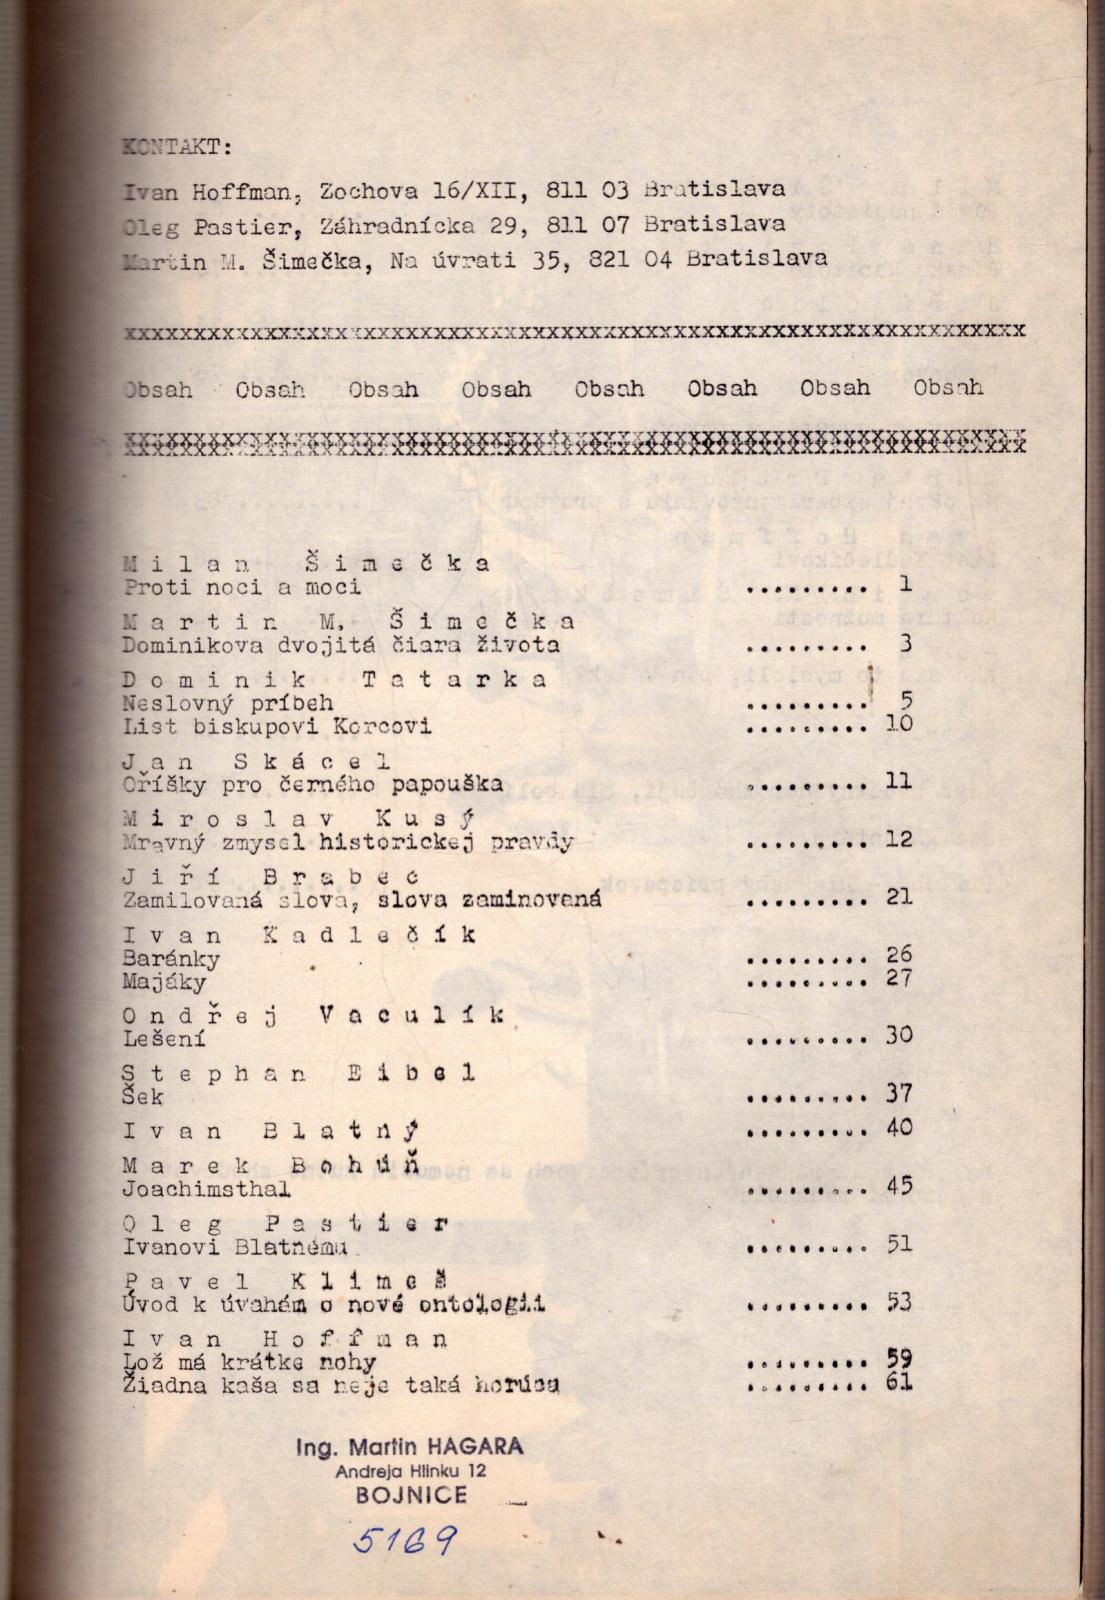 KONTAKT:
Ivan Hoffman, Zochova 16/XII, 811 03 Bratislava
Oleg Pastier, Záhradnícka 29, 811 07 Bratislava
Martin M. Šimečka, Na úvrati 35, 821 04 Bratislava
xxxxxxxxxxxxxxxxxxxxxxxxxxxxxxxxxxxxxxxxxxxxxxxxxxxxxxxxxxxxxxxx
Obsah Obsah Obsah Obsah Obsah Obsah Obsah Obsah
XXXXXXXXXXXXXXXXXXXXXXXXXXXXXXXXXXXXXXXXXXXXXXXXXXXXXXXXXXXXXXXX
M i l a n Š i m e č k a
Proti noci a moci ......... 1
M a r t i n M. Š i m e č k a
Dominikova dvojitá čiara života ......... 3
D o m i n i k T a t a r k a
Neslovný príbeh ......... 5
List biskupovi Korcovi ......... 10
J a n S k á c e l
Oříšky pro černého papouška ......... 11
M i r o s l a v K u s ý
Mravný zmysel historickej pravdy ......... 12
J i ř í B r a b e c
Zamilovaná slova, slova zaminovaná ......... 21
I v a n K a d l e č í k
Baránky ......... 26
Majáky ......... 27
O n d ř e j V a c u l í k
Lešení ......... 30
S t e p h a n E i b e l
Šek ......... 37
I v a n B l a t n ý ......... 40
M a r e k B o h ú ň
Joachimsthal ......... 45
O l e g P a s t i e r
Ivanovi Blatnému ......... 51
P a v e l K l i m e š
Úvod k úvahám o nové ontologii ......... 53
I v a n H o f f m a n
Lož má krátke nohy ......... 59
Žiadna kaša sa neje taká horúca ......... 61
Ing. Martin HAGARA
Andreja Hlinku 12
BOJNICE
5169